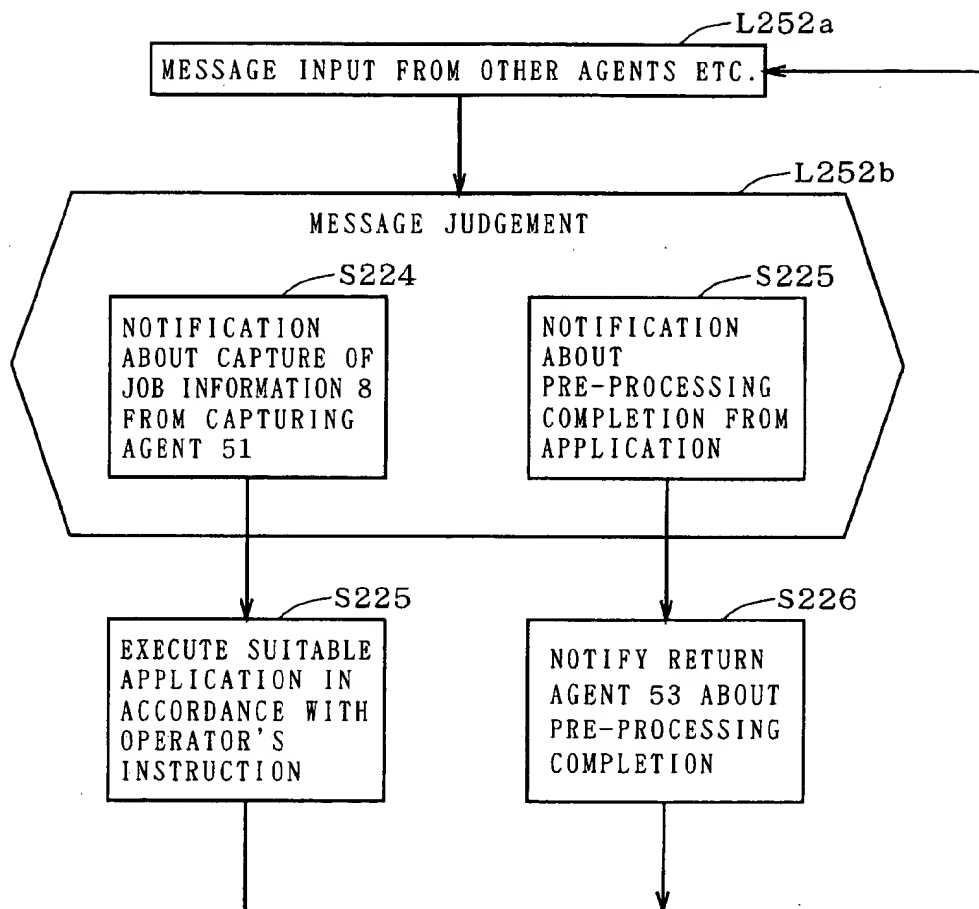 L252a
MESSAGE INPUT FROM OTHER AGENTS ETC.
L252b
MESSAGE JUDGEMENT
S224
NOTIFICATION
ABOUT CAPTURE OF
JOB INFORMATION 8
FROM CAPTURING
AGENT 51
S225
NOTIFICATION
ABOUT
PRE-PROCESSING
COMPLETION FROM
APPLICATION
S225
EXECUTE SUITABLE
APPLICATION IN
ACCORDANCE WITH
OPERATOR'S
INSTRUCTION
S226
NOTIFY RETURN
AGENT 53 ABOUT
PRE-PROCESSING
COMPLETION